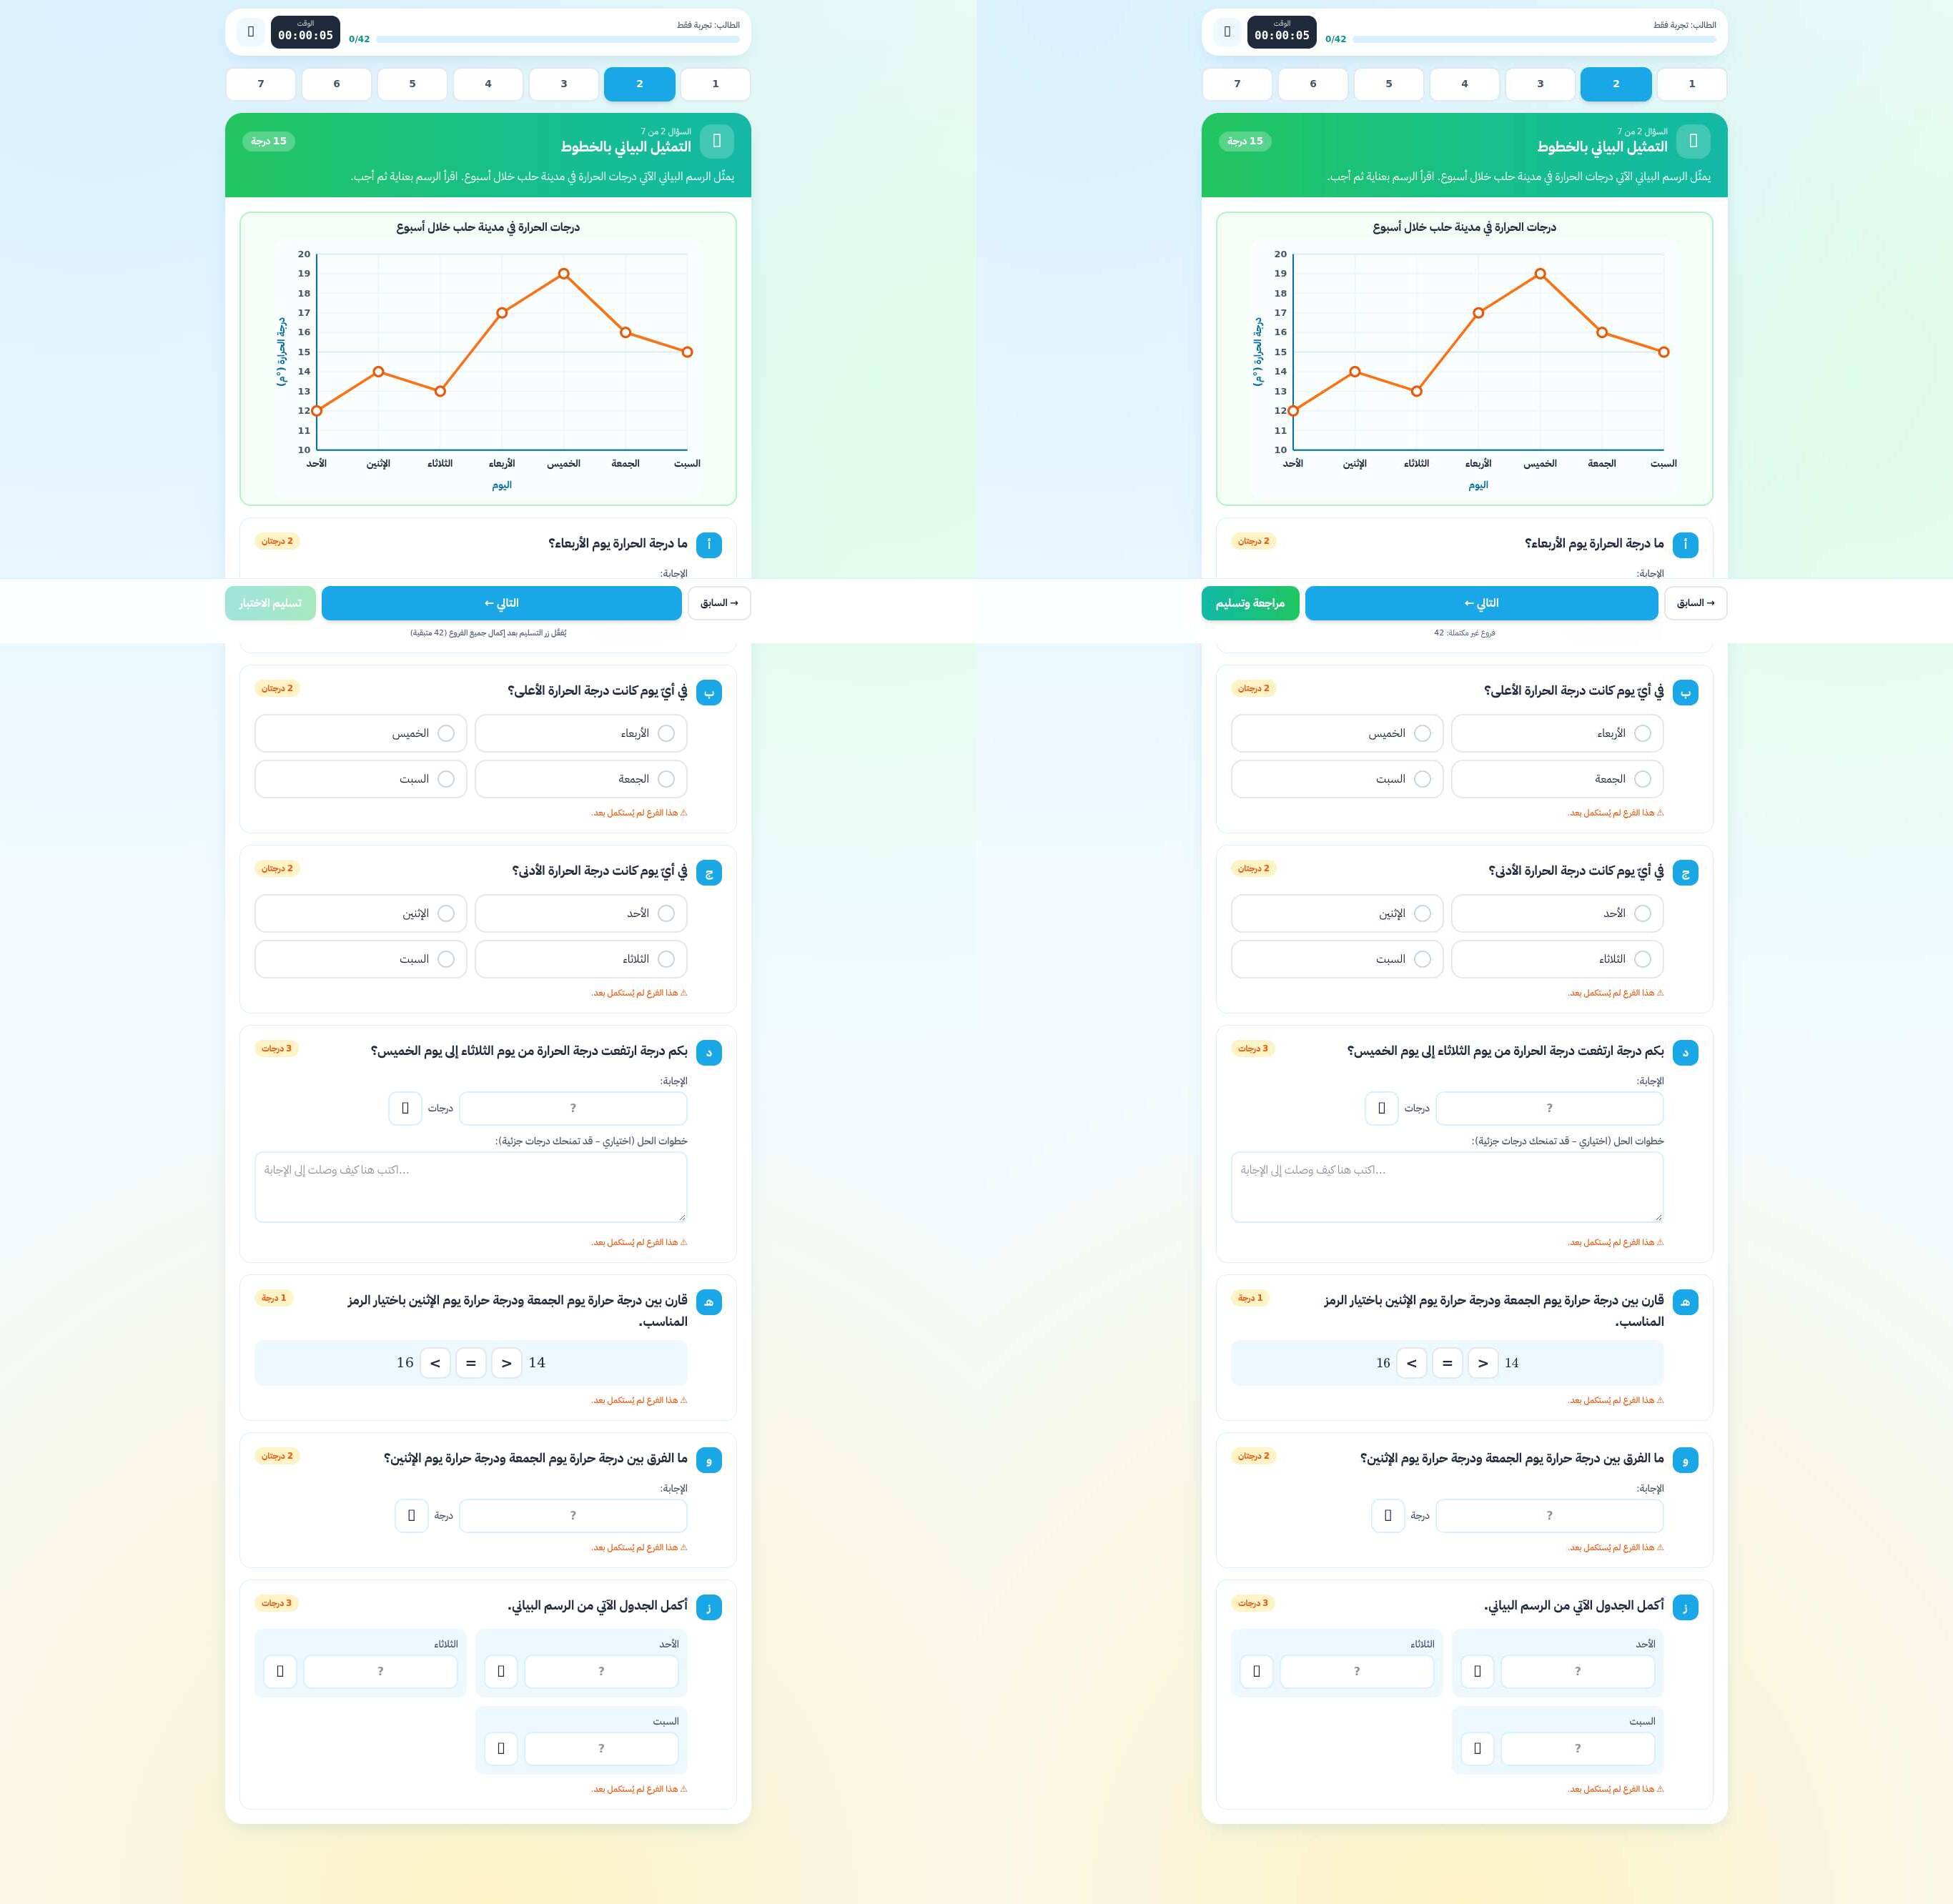 الطالب: تجربة فقط
0/42
الوقت
00:00:05
1 2 3 4 5 6 7
السؤال 2 من 7
التمثيل البياني بالخطوط
15 درجة
يمثّل الرسم البياني الآتي درجات الحرارة في مدينة حلب خلال أسبوع. اقرأ الرسم بعناية ثم أجب.
درجات الحرارة في مدينة حلب خلال أسبوع
20
19
18
17
16
15
14
13
12
11
10
درجة الحرارة (°م)
الأحد الإثنين الثلاثاء الأربعاء الخميس الجمعة السبت
اليوم
أ ما درجة الحرارة يوم الأربعاء؟ 2 درجتان
الإجابة:
→ السابق
التالي ←
تسليم الاختبار
يُفعَّل زر التسليم بعد إكمال جميع الفروع (42 متبقية)
ب في أيّ يوم كانت درجة الحرارة الأعلى؟ 2 درجتان
الأربعاء الخميس
الجمعة السبت
⚠ هذا الفرع لم يُستكمل بعد.
ج في أيّ يوم كانت درجة الحرارة الأدنى؟ 2 درجتان
الأحد الإثنين
الثلاثاء السبت
⚠ هذا الفرع لم يُستكمل بعد.
د بكم درجة ارتفعت درجة الحرارة من يوم الثلاثاء إلى يوم الخميس؟ 3 درجات
الإجابة:
? درجات
خطوات الحل (اختياري – قد تمنحك درجات جزئية):
اكتب هنا كيف وصلت إلى الإجابة...
⚠ هذا الفرع لم يُستكمل بعد.
هـ قارن بين درجة حرارة يوم الجمعة ودرجة حرارة يوم الإثنين باختيار الرمز 1 درجة
المناسب.
16 < = > 14
⚠ هذا الفرع لم يُستكمل بعد.
و ما الفرق بين درجة حرارة يوم الجمعة ودرجة حرارة يوم الإثنين؟ 2 درجتان
الإجابة:
? درجة
⚠ هذا الفرع لم يُستكمل بعد.
ز أكمل الجدول الآتي من الرسم البياني. 3 درجات
الأحد الثلاثاء
? ?
السبت
?
⚠ هذا الفرع لم يُستكمل بعد.
الطالب: تجربة فقط
0/42
الوقت
00:00:05
1 2 3 4 5 6 7
السؤال 2 من 7
التمثيل البياني بالخطوط
15 درجة
يمثّل الرسم البياني الآتي درجات الحرارة في مدينة حلب خلال أسبوع. اقرأ الرسم بعناية ثم أجب.
درجات الحرارة في مدينة حلب خلال أسبوع
20
19
18
17
16
15
14
13
12
11
10
درجة الحرارة (°م)
الأحد الإثنين الثلاثاء الأربعاء الخميس الجمعة السبت
اليوم
أ ما درجة الحرارة يوم الأربعاء؟ 2 درجتان
الإجابة:
→ السابق
التالي ←
مراجعة وتسليم
فروع غير مكتملة: 42
ب في أيّ يوم كانت درجة الحرارة الأعلى؟ 2 درجتان
الأربعاء الخميس
الجمعة السبت
⚠ هذا الفرع لم يُستكمل بعد.
ج في أيّ يوم كانت درجة الحرارة الأدنى؟ 2 درجتان
الأحد الإثنين
الثلاثاء السبت
⚠ هذا الفرع لم يُستكمل بعد.
د بكم درجة ارتفعت درجة الحرارة من يوم الثلاثاء إلى يوم الخميس؟ 3 درجات
الإجابة:
? درجات
خطوات الحل (اختياري – قد تمنحك درجات جزئية):
اكتب هنا كيف وصلت إلى الإجابة...
⚠ هذا الفرع لم يُستكمل بعد.
هـ قارن بين درجة حرارة يوم الجمعة ودرجة حرارة يوم الإثنين باختيار الرمز 1 درجة
المناسب.
16 < = > 14
⚠ هذا الفرع لم يُستكمل بعد.
و ما الفرق بين درجة حرارة يوم الجمعة ودرجة حرارة يوم الإثنين؟ 2 درجتان
الإجابة:
? درجة
⚠ هذا الفرع لم يُستكمل بعد.
ز أكمل الجدول الآتي من الرسم البياني. 3 درجات
الأحد الثلاثاء
? ?
السبت
?
⚠ هذا الفرع لم يُستكمل بعد.